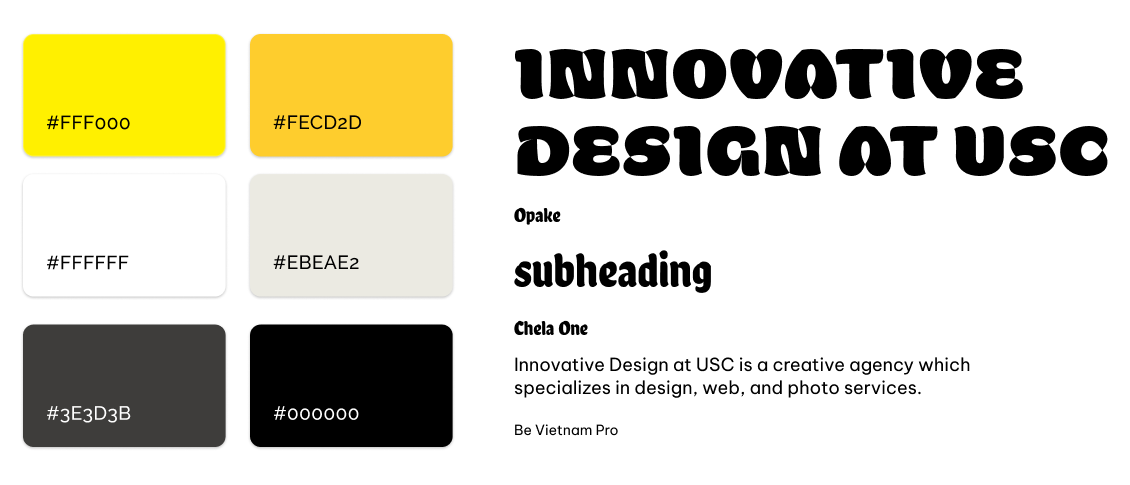 #FFF000
#FECD2D
#FFFFFF
#EBEAE2
#3E3D3B
#000000
INNOVATIVE
DESIGN AT USC
Opake
subheading
Chela One
Innovative Design at USC is a creative agency which
specializes in design, web, and photo services.
Be Vietnam Pro